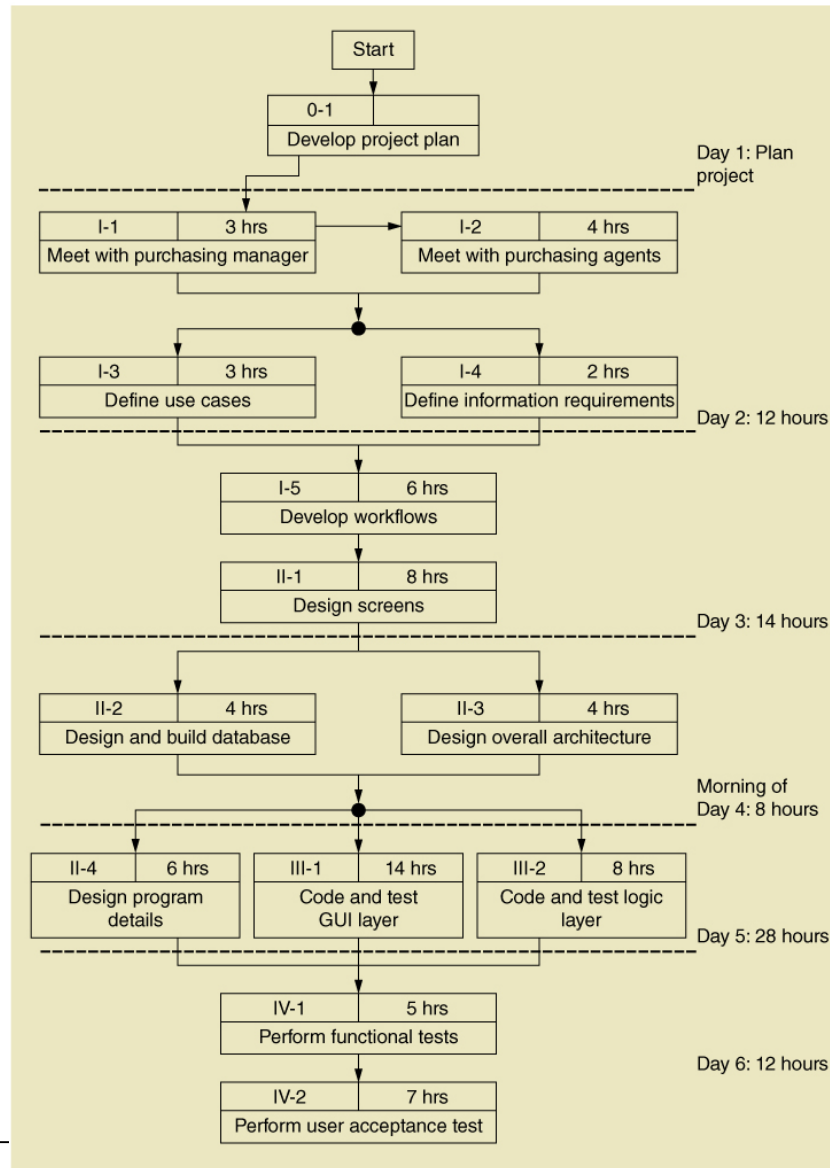 Start
0-1
Develop project plan
Day 1: Plan
project
I-1 3 hrs
Meet with purchasing manager
I-2 4 hrs
Meet with purchasing agents
I-3 3 hrs
Define use cases
I-4 2 hrs
Define information requirements
Day 2: 12 hours
I-5 6 hrs
Develop workflows
II-1 8 hrs
Design screens
Day 3: 14 hours
II-2 4 hrs
Design and build database
II-3 4 hrs
Design overall architecture
Morning of
Day 4: 8 hours
II-4 6 hrs
Design program
details
III-1 14 hrs
Code and test
GUI layer
III-2 8 hrs
Code and test logic
layer
Day 5: 28 hours
IV-1 5 hrs
Perform functional tests
Day 6: 12 hours
IV-2 7 hrs
Perform user acceptance test